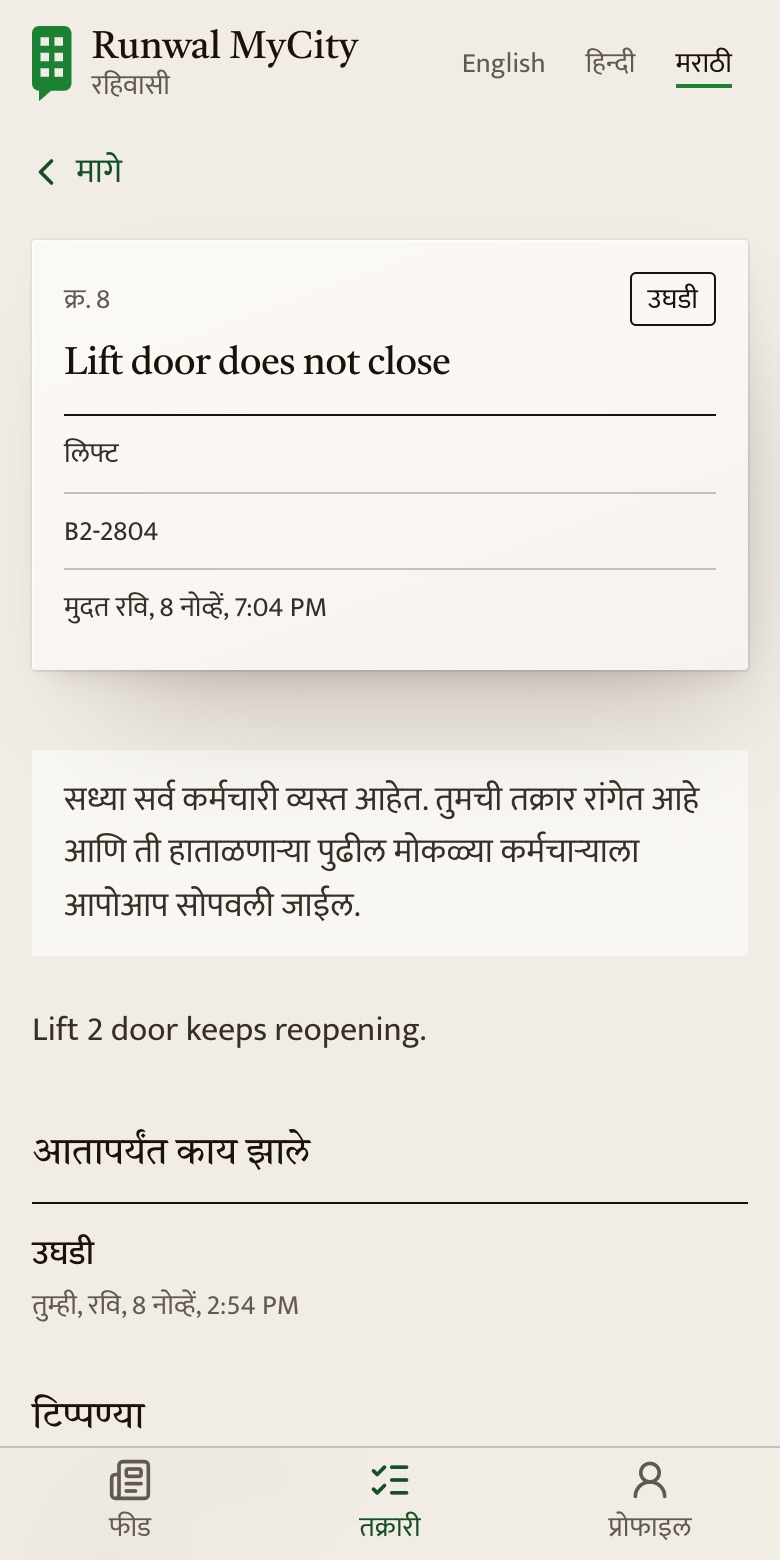 Runwal MyCity
रहिवासी
English हिन्दी मराठी
मागे
क्र. 8
उघडी
Lift door does not close
लिफ्ट
B2-2804
मुदत रवि, 8 नोव्हें, 7:04 PM
सध्या सर्व कर्मचारी व्यस्त आहेत. तुमची तक्रार रांगेत आहे
आणि ती हाताळणाऱ्या पुढील मोकळ्या कर्मचाऱ्याला
आपोआप सोपवली जाईल.
Lift 2 door keeps reopening.
आतापर्यंत काय झाले
उघडी
तुम्ही, रवि, 8 नोव्हें, 2:54 PM
टिप्पण्या
फीड तक्रारी प्रोफाइल